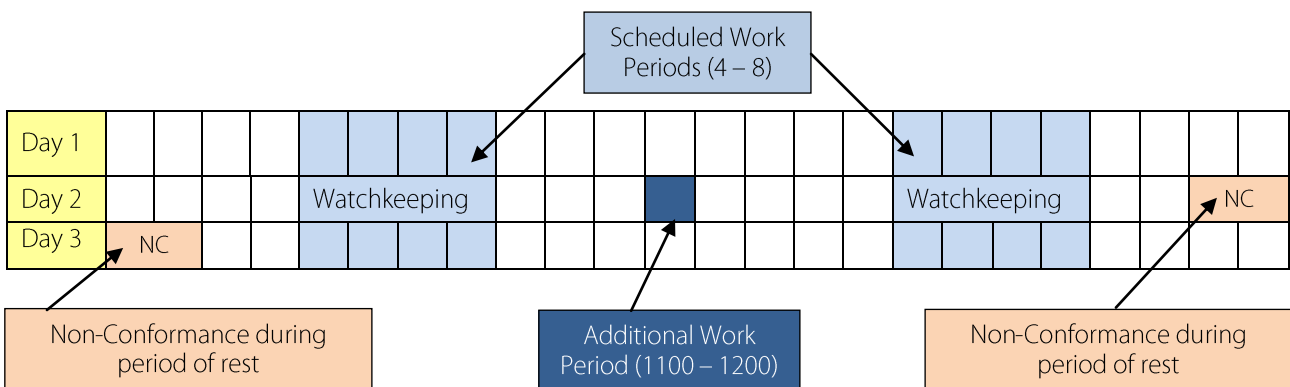 Scheduled Work
Periods (4 – 8)
Day 1
Day 2
Watchkeeping
Watchkeeping
NC
Day 3
NC
Non-Conformance during
period of rest
Additional Work
Period (1100 – 1200)
Non-Conformance during
period of rest